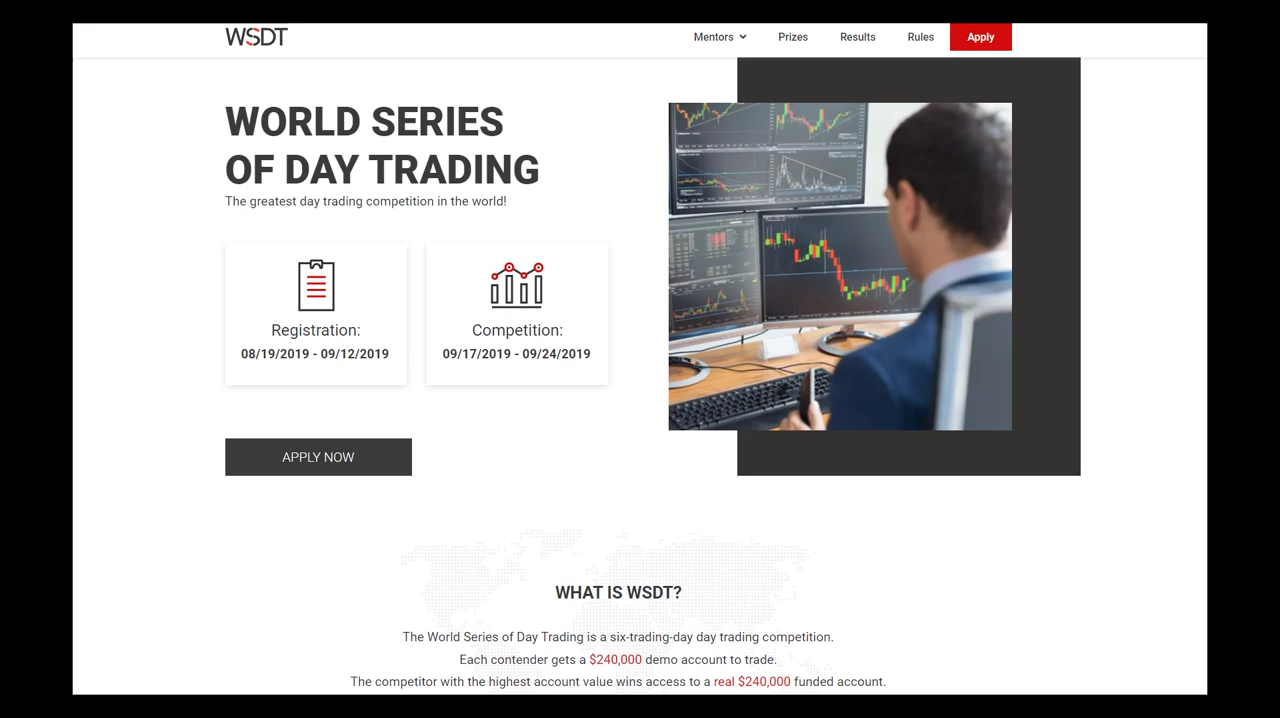 WSDT
Mentors Prizes Results Rules Apply
WORLD SERIES
OF DAY TRADING
The greatest day trading competition in the world!
Registration:
08/19/2019 - 09/12/2019
Competition:
09/17/2019 - 09/24/2019
APPLY NOW
WHAT IS WSDT?
The World Series of Day Trading is a six-trading-day day trading competition.
Each contender gets a $240,000 demo account to trade.
The competitor with the highest account value wins access to a real $240,000 funded account.